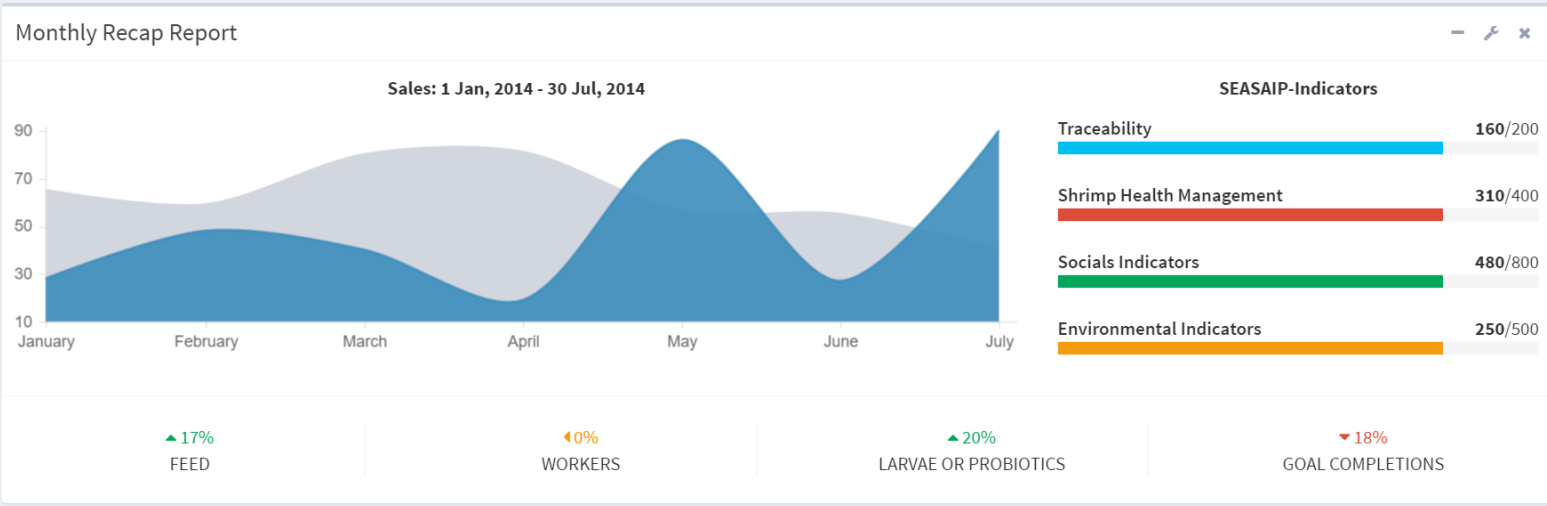 Monthly Recap Report
Sales: 1 Jan, 2014 - 30 Jul, 2014
90
70
50
30
10
January February March April May June July
SEASAIP-Indicators
Traceability 160/200
Shrimp Health Management 310/400
Socials Indicators 480/800
Environmental Indicators 250/500
17%
FEED
0%
WORKERS
20%
LARVAE OR PROBIOTICS
18%
GOAL COMPLETIONS